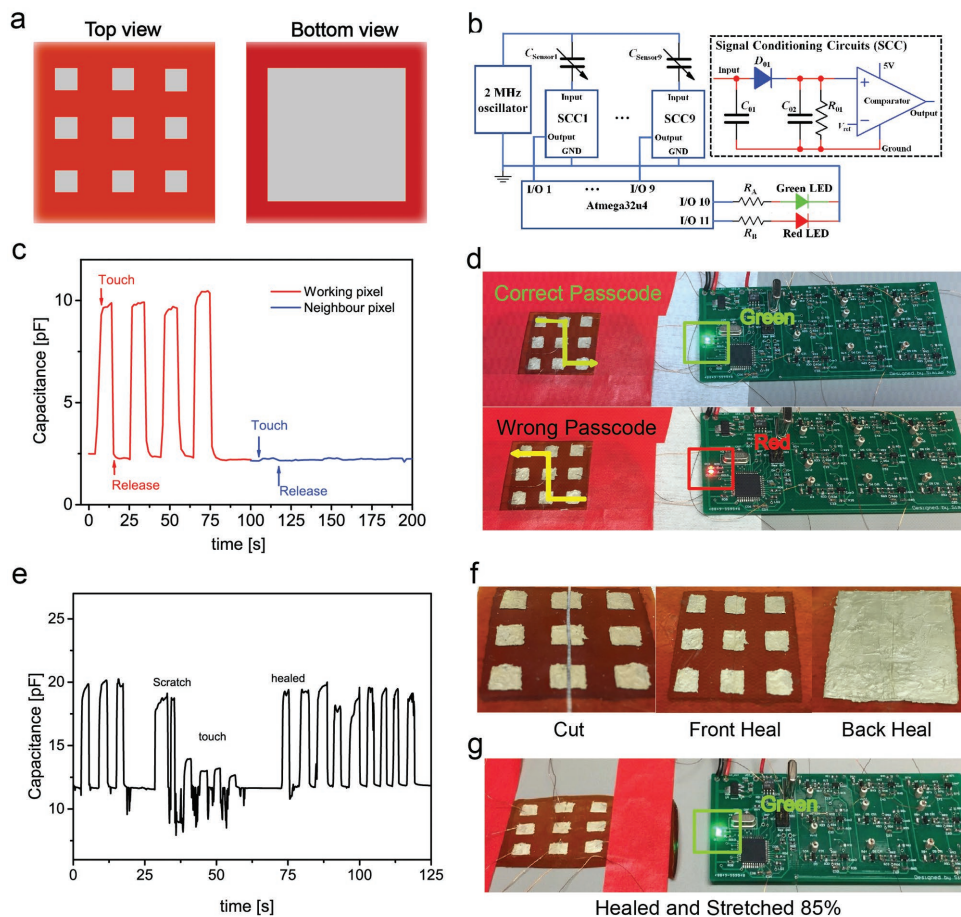 a
Top view
Bottom view
b
2 MHz
oscillator
C_Sensor1
C_Sensor9
Input
SCC1
Output
GND
...
Input
SCC9
Output
GND
I/O 1
...
I/O 9
Atmega32u4
I/O 10
I/O 11
R_A
Green LED
R_B
Red LED
Signal Conditioning Circuits (SCC)
Input
D_01
5V
C_01
C_02
R_01
+
Comparator
−
V_ref
Output
Ground
c
Capacitance [pF]
10
5
0
Touch
Release
Working pixel
Neighbour pixel
Touch
Release
0 25 50 75 100 125 150 175 200
time [s]
d
Correct Passcode
Green
Wrong Passcode
Red
e
Capacitance [pF]
25
20
15
10
Scratch
touch
healed
0 25 50 75 100 125
time [s]
f
Cut
Front Heal
Back Heal
g
Green
Healed and Stretched 85%